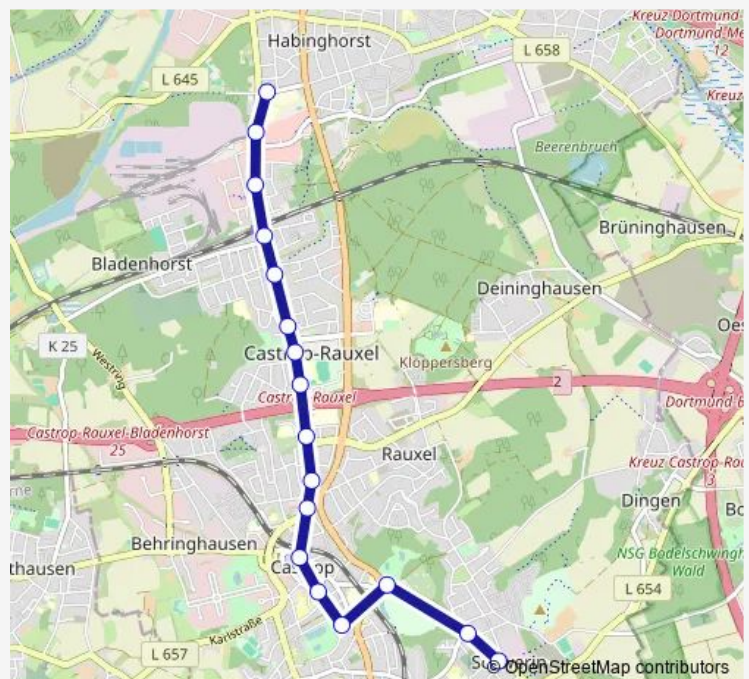 Kreuz Dortmund-
Dortmund-Me
12
Habinghorst
L 658
L 645
Kreuz
Beerenbruch
Brüninghausen
Bladenhorst
Deininghausen
Oes
K 25
Castrop-Rauxel
Kloppersberg
Westring
2
Castrop-Rauxel
Dortmund-B
Castrop-Rauxel-Bladenhorst
25
Rauxel
Kreuz Castrop-Rau
3
Dingen
Bo
Behringhausen
NSG Bodelschwingh
Wald
thausen
Castrop
L 654
Karlstraße
L 657
© OpenStreetMap contributors